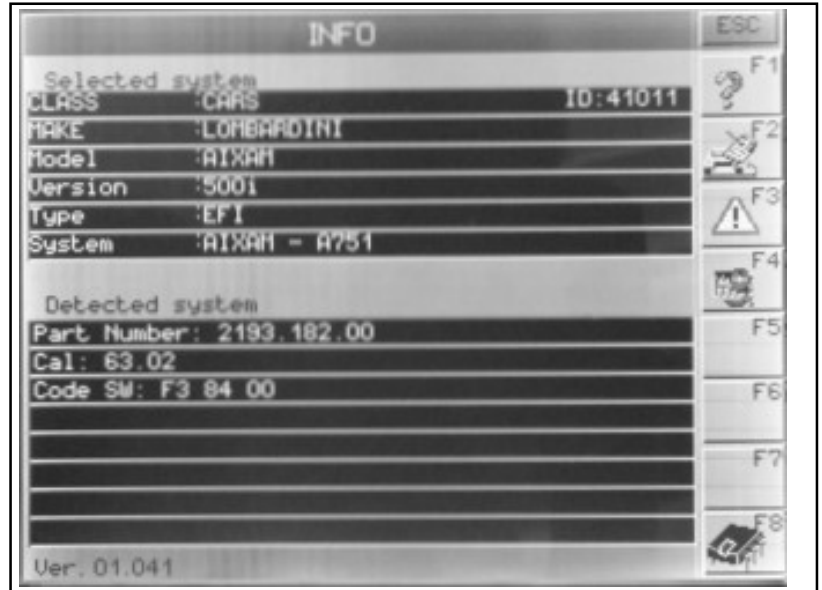 INFO
ESC
Selected system
CLASS :CARS ID:41011
MAKE :LOMBARDINI
Model :AIXAM
Version :500i
Type :EFI
System :AIXAM - A751
Detected system
Part Number: 2193.182.00
Cal: 63.02
Code SW: F3 84 00
Ver. 01.041
F1
F2
F3
F4
F5
F6
F7
F8